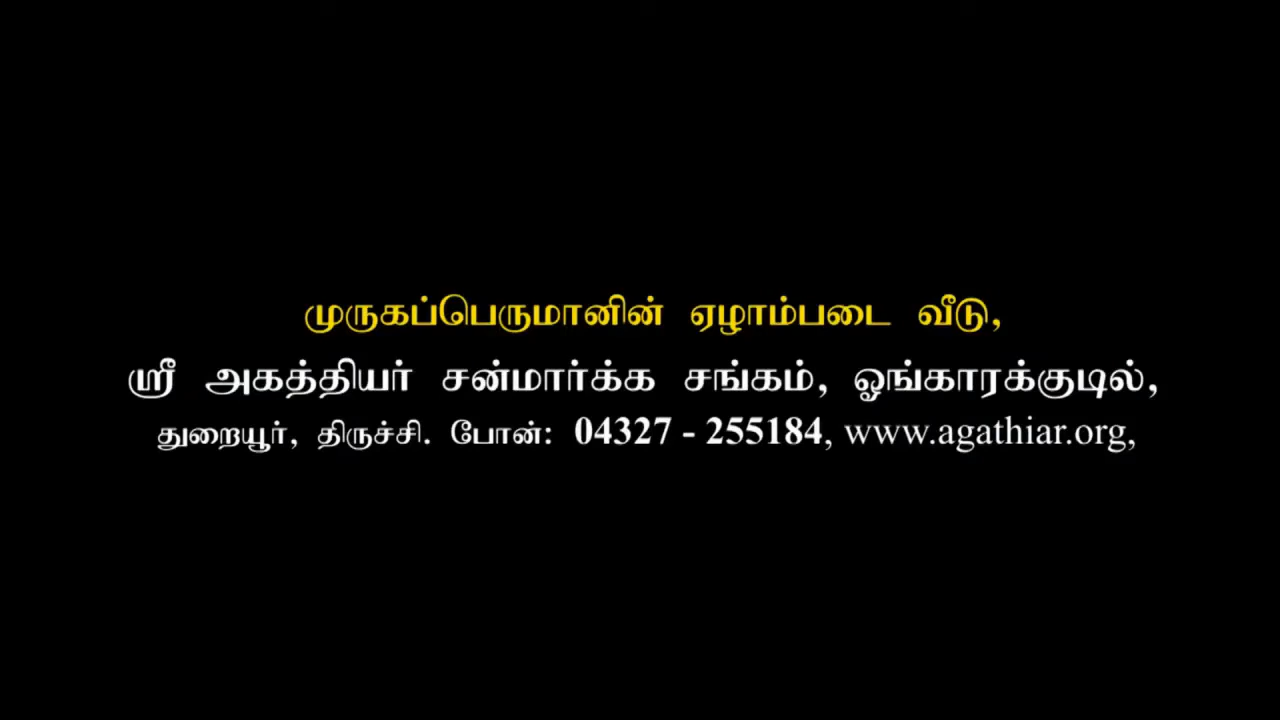 முருகப்பெருமானின் ஏழாம்படை வீடு,
ஸ்ரீ அகத்தியர் சன்மார்க்க சங்கம், ஓங்காரக்குடில்,
துறையூர், திருச்சி. போன்: 04327 - 255184, www.agathiar.org,